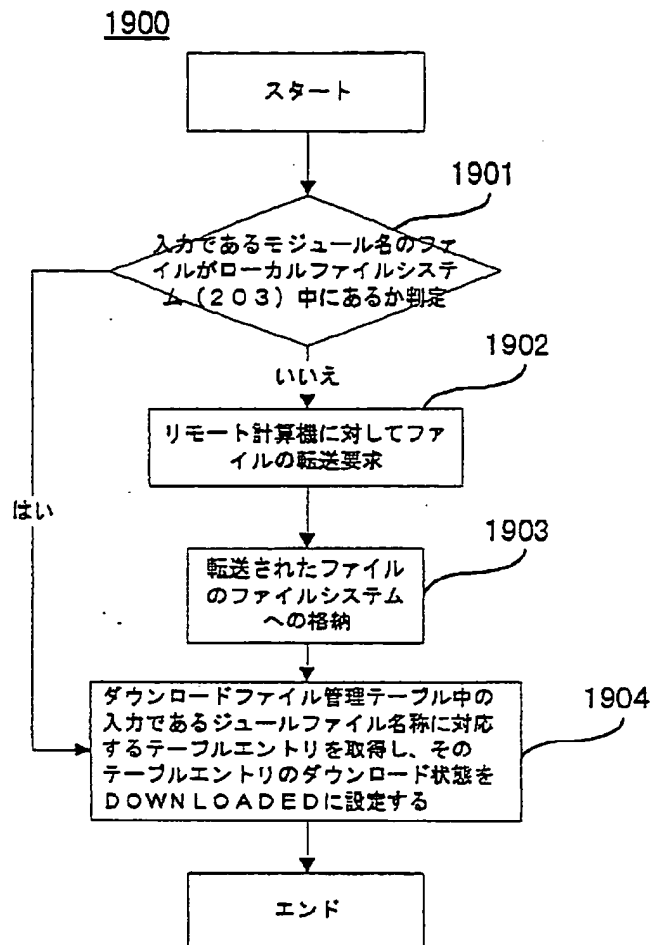 1900
スタート
1901
入力であるモジュール名のファ
イルがローカルファイルシステ
ム(203)中にあるか判定
いいえ
1902
リモート計算機に対してファ
イルの転送要求
はい
1903
転送されたファイル
のファイルシステム
への格納
1904
ダウンロードファイル管理テーブル中の
入力であるジュールファイル名称に対応
するテーブルエントリを取得し、その
テーブルエントリのダウンロード状態を
DOWNLOADEDに設定する
エンド